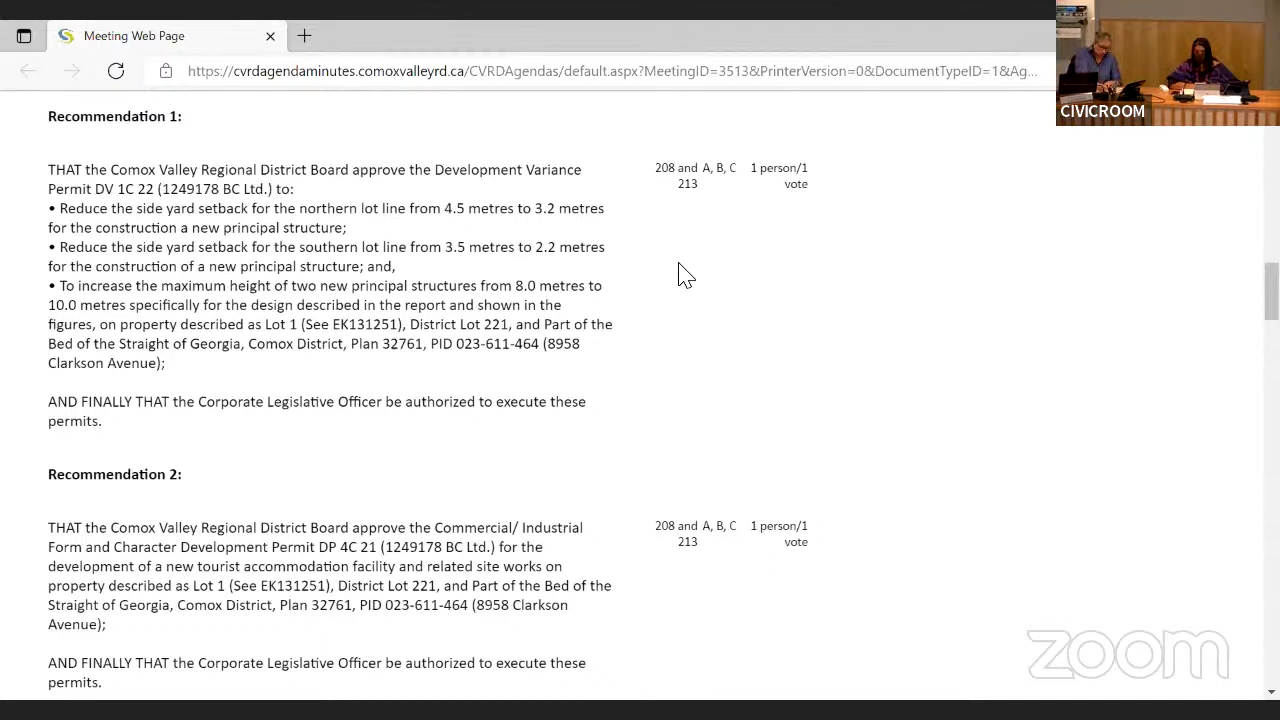 Meeting Web Page
https://cvrdagendaminutes.comoxvalleyrd.ca/CVRDAgendas/default.aspx?MeetingID=3513&PrinterVersion=0&DocumentTypeID=1&Ag...
CIVICROOM
Recommendation 1:
THAT the Comox Valley Regional District Board approve the Development Variance
Permit DV 1C 22 (1249178 BC Ltd.) to:
• Reduce the side yard setback for the northern lot line from 4.5 metres to 3.2 metres
for the construction a new principal structure;
• Reduce the side yard setback for the southern lot line from 3.5 metres to 2.2 metres
for the construction of a new principal structure; and,
• To increase the maximum height of two new principal structures from 8.0 metres to
10.0 metres specifically for the design described in the report and shown in the
figures, on property described as Lot 1 (See EK131251), District Lot 221, and Part of the
Bed of the Straight of Georgia, Comox District, Plan 32761, PID 023-611-464 (8958
Clarkson Avenue);
AND FINALLY THAT the Corporate Legislative Officer be authorized to execute these
permits.
208 and A, B, C 1 person/1
213 vote
Recommendation 2:
THAT the Comox Valley Regional District Board approve the Commercial/ Industrial
Form and Character Development Permit DP 4C 21 (1249178 BC Ltd.) for the
development of a new tourist accommodation facility and related site works on
property described as Lot 1 (See EK131251), District Lot 221, and Part of the Bed of the
Straight of Georgia, Comox District, Plan 32761, PID 023-611-464 (8958 Clarkson
Avenue);
AND FINALLY THAT the Corporate Legislative Officer be authorized to execute these
permits.
208 and A, B, C 1 person/1
213 vote
zoom